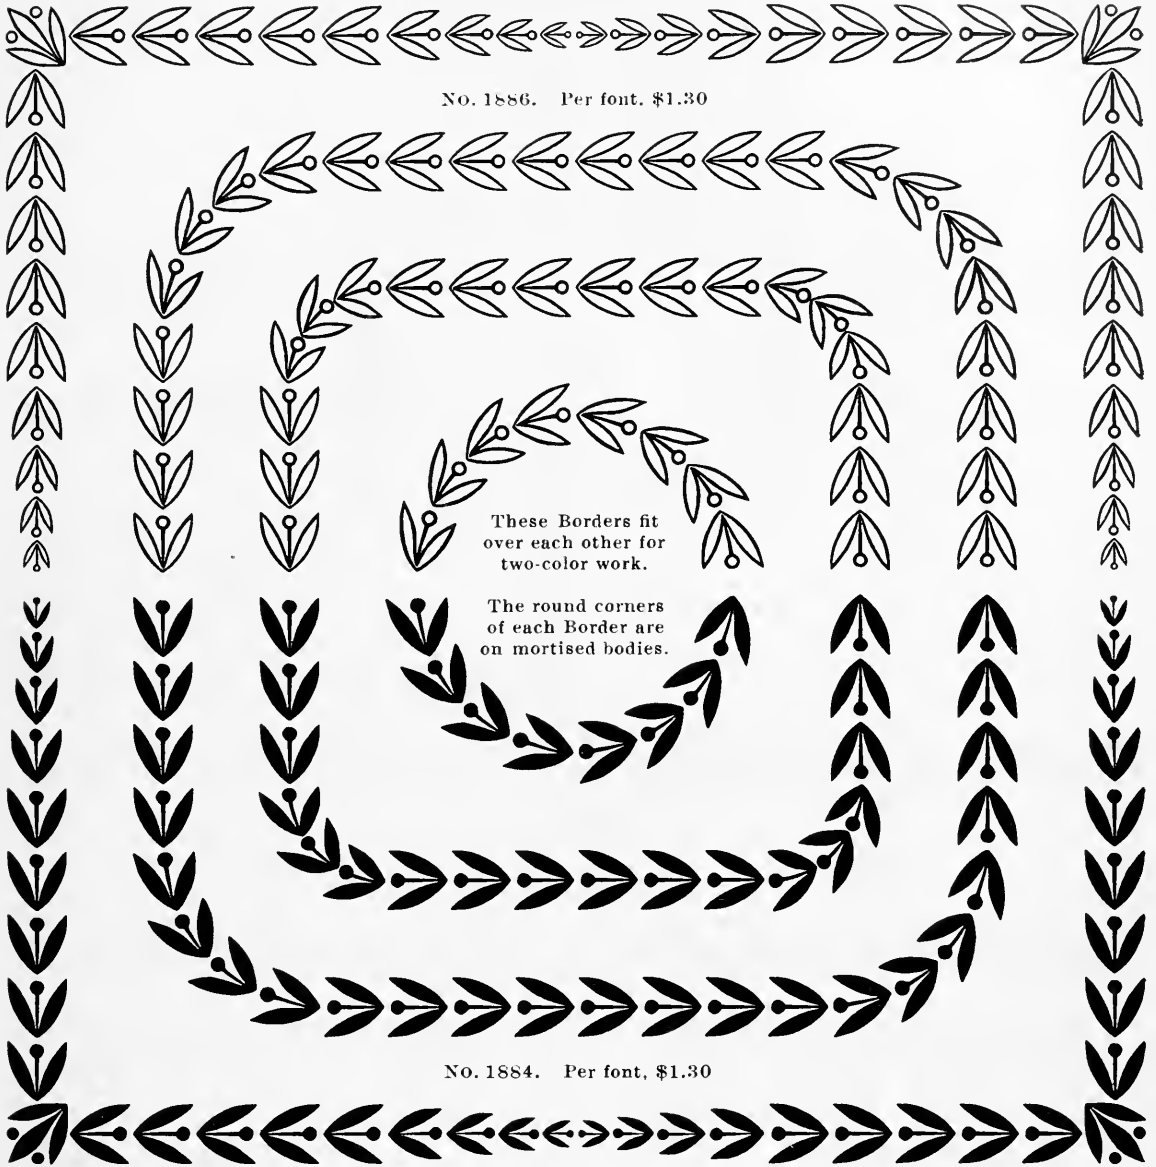 No. 1886. Per font, $1.30
These Borders fit
over each other for
two-color work.
The round corners
of each Border are
on mortised bodies.
No. 1884. Per font, $1.30